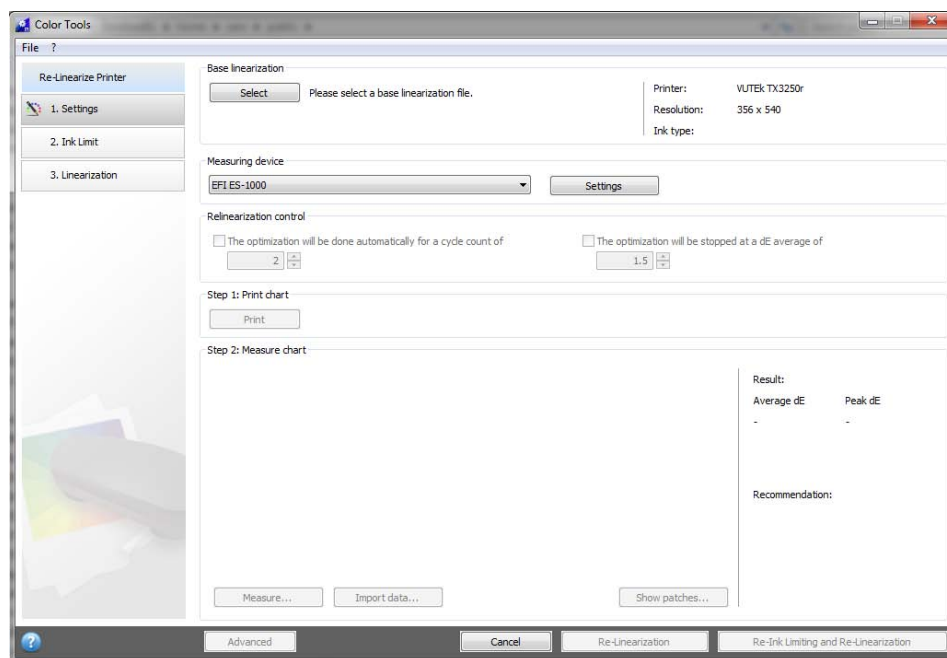 Color Tools
File ?
Re-Linearize Printer
1. Settings
2. Ink Limit
3. Linearization
Base linearization
Select
Please select a base linearization file.
Printer: VUTEk TX3250r
Resolution: 356 x 540
Ink type:
Measuring device
EFI ES-1000
Settings
Relinearization control
The optimization will be done automatically for a cycle count of
2
The optimization will be stopped at a dE average of
1.5
Step 1: Print chart
Print
Step 2: Measure chart
Result:
Average dE Peak dE
- -
Recommendation:
Measure...
Import data...
Show patches...
?
Advanced
Cancel
Re-Linearization
Re-Ink Limiting and Re-Linearization